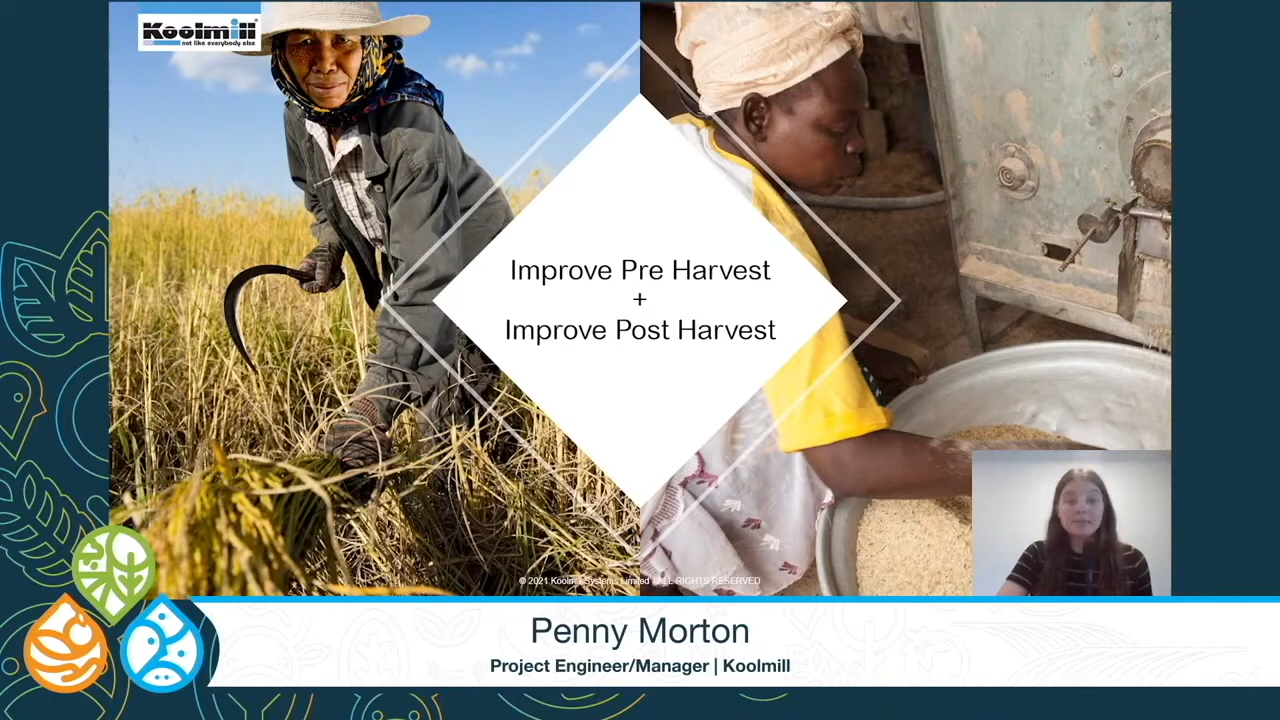 Koolmill
not like everybody else
Improve Pre Harvest
+
Improve Post Harvest
© 2021 Koolmill Systems Limited ALL RIGHTS RESERVED
Penny Morton
Project Engineer/Manager | Koolmill